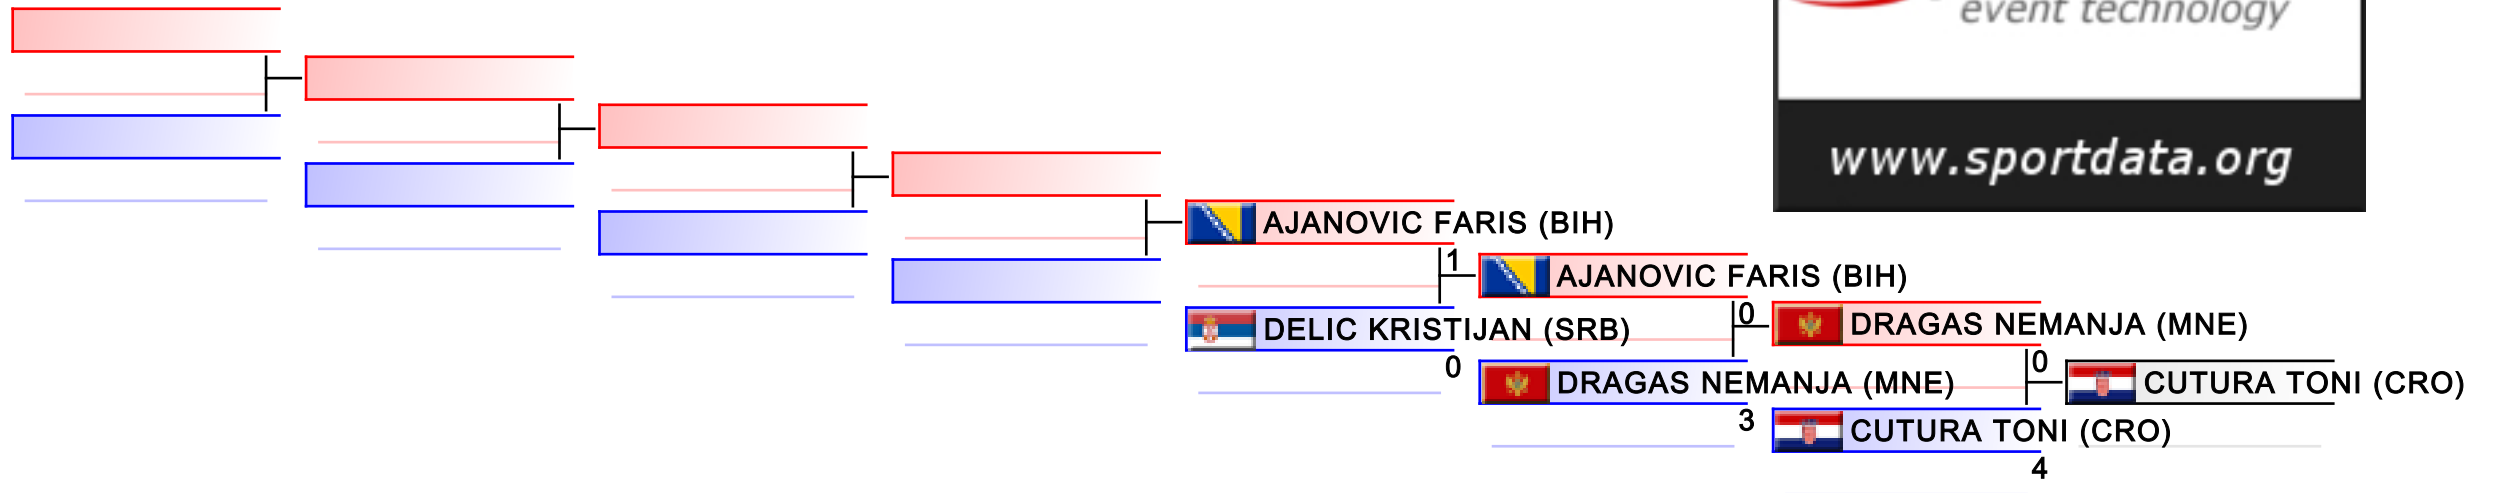 event technology
www.sportdata.org
AJANOVIC FARIS (BIH)
1
AJANOVIC FARIS (BIH)
DELIC KRISTIJAN (SRB)
0
0
DRAGAS NEMANJA (MNE)
DRAGAS NEMANJA (MNE)
3
0
CUTURA TONI (CRO)
CUTURA TONI (CRO)
4